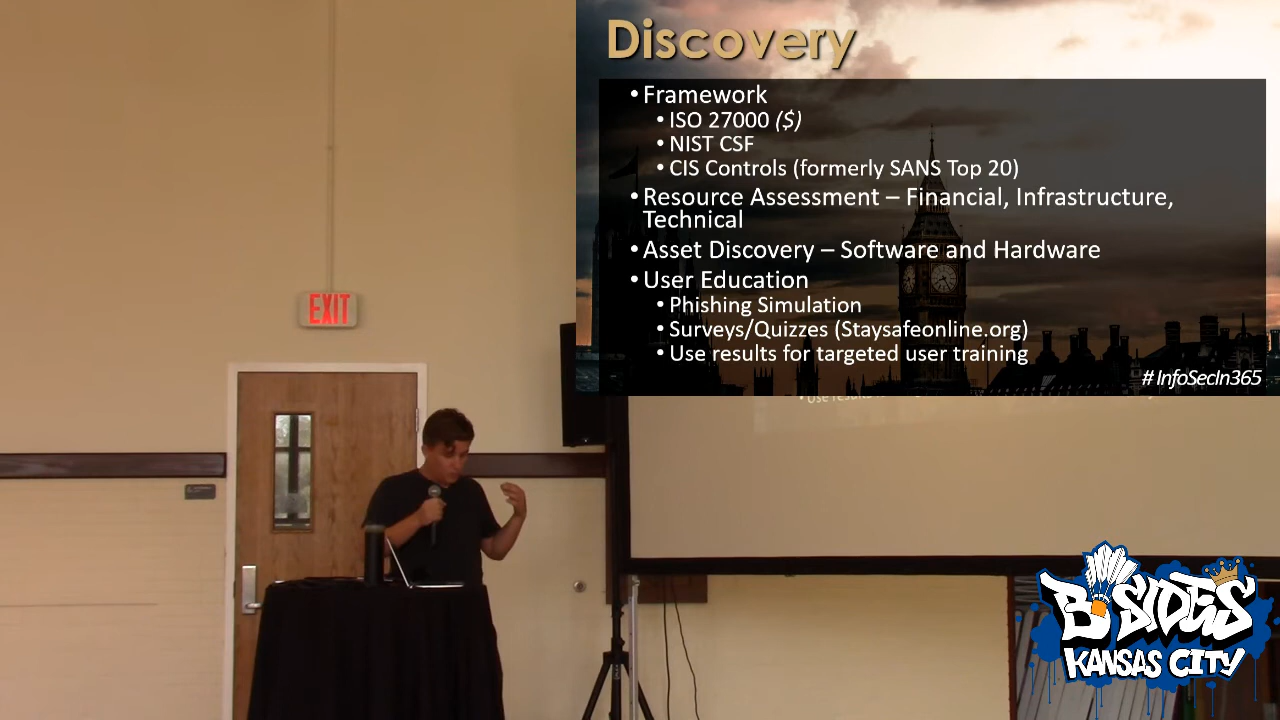 Discovery
• Framework
• ISO 27000 ($)
• NIST CSF
• CIS Controls (formerly SANS Top 20)
• Resource Assessment – Financial, Infrastructure,
Technical
• Asset Discovery – Software and Hardware
• User Education
• Phishing Simulation
• Surveys/Quizzes (Staysafeonline.org)
• Use results for targeted user training
# InfoSecIn365
EXIT
B•SIDES
KANSAS CITY